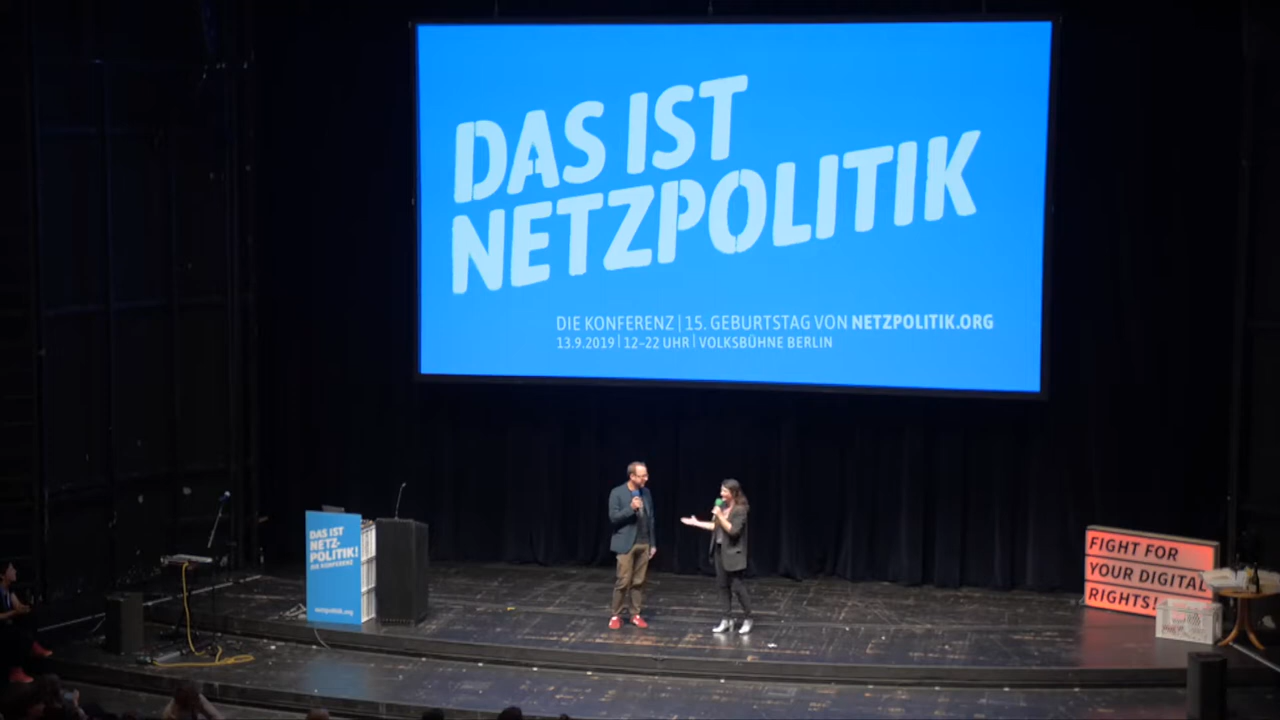 DAS IST
NETZPOLITIK
DIE KONFERENZ | 15. GEBURTSTAG VON NETZPOLITIK.ORG
13.9.2019 | 12–22 UHR | VOLKSBÜHNE BERLIN
DAS IST
NETZ-
POLITIK!
DIE KONFERENZ
netzpolitik.org
FIGHT FOR
YOUR DIGITAL
RIGHTS!